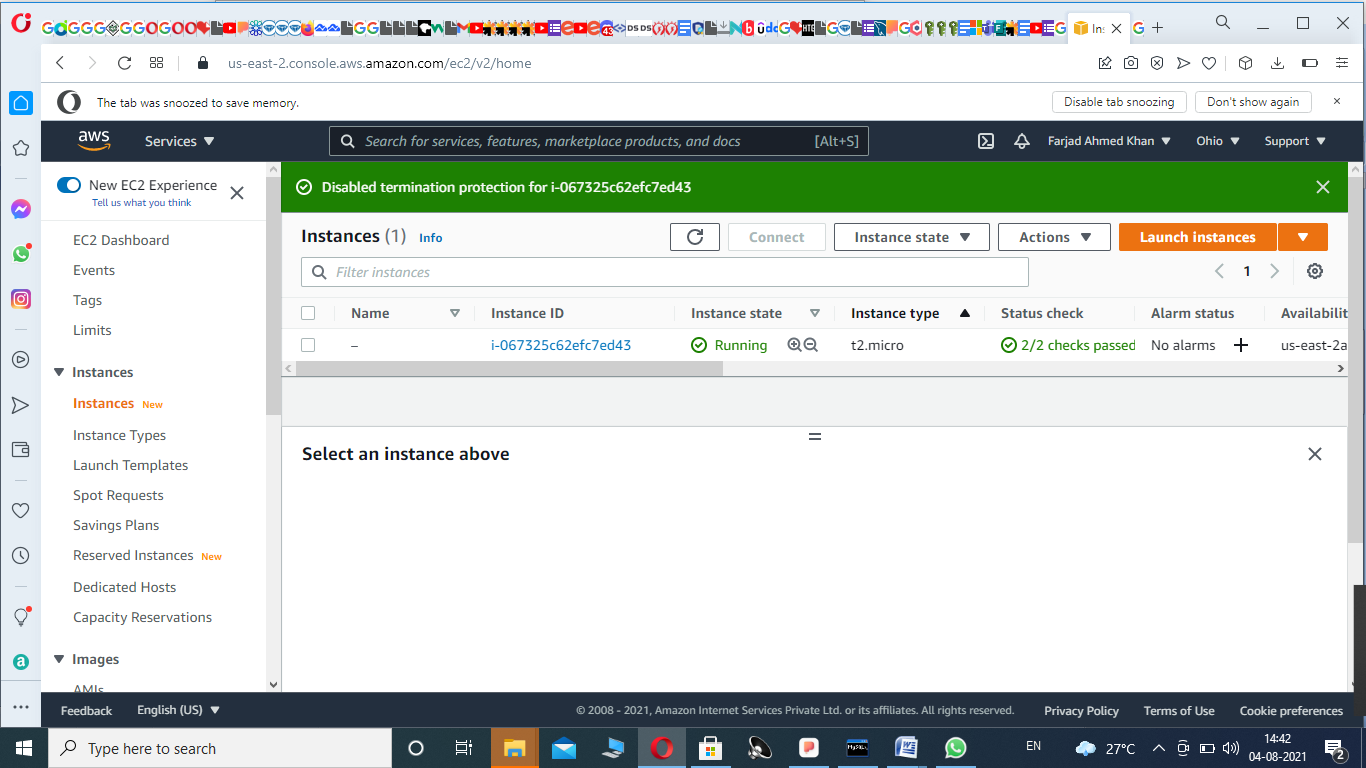 us-east-2.console.aws.amazon.com/ec2/v2/home
The tab was snoozed to save memory.
Disable tab snoozing
Don't show again
aws
Services
Search for services, features, marketplace products, and docs
[Alt+S]
Farjad Ahmed Khan
Ohio
Support
New EC2 Experience
Tell us what you think
EC2 Dashboard
Events
Tags
Limits
Instances
Instances New
Instance Types
Launch Templates
Spot Requests
Savings Plans
Reserved Instances New
Dedicated Hosts
Capacity Reservations
Images
AMIs
Disabled termination protection for i-067325c62efc7ed43
Instances (1) Info
Connect
Instance state
Actions
Launch instances
Filter instances
1
Name Instance ID Instance state Instance type Status check Alarm status Availabilit
– i-067325c62efc7ed43 Running t2.micro 2/2 checks passed No alarms + us-east-2a
Select an instance above
Feedback English (US)
© 2008 - 2021, Amazon Internet Services Private Ltd. or its affiliates. All rights reserved.
Privacy Policy Terms of Use Cookie preferences
Type here to search
EN
27°C
14:42
04-08-2021
2